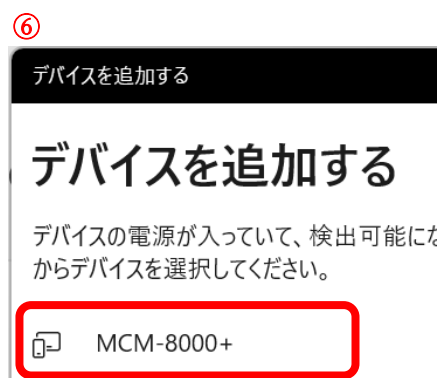 ⑥
デバイスを追加する
デバイスを追加する
デバイスの電源が入っていて、検出可能に
からデバイスを選択してください。
MCM-8000+